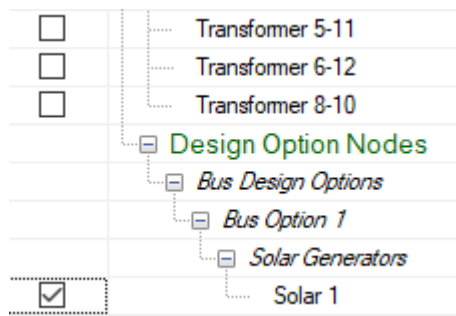 Transformer 5-11
Transformer 6-12
Transformer 8-10
Design Option Nodes
Bus Design Options
Bus Option 1
Solar Generators
Solar 1